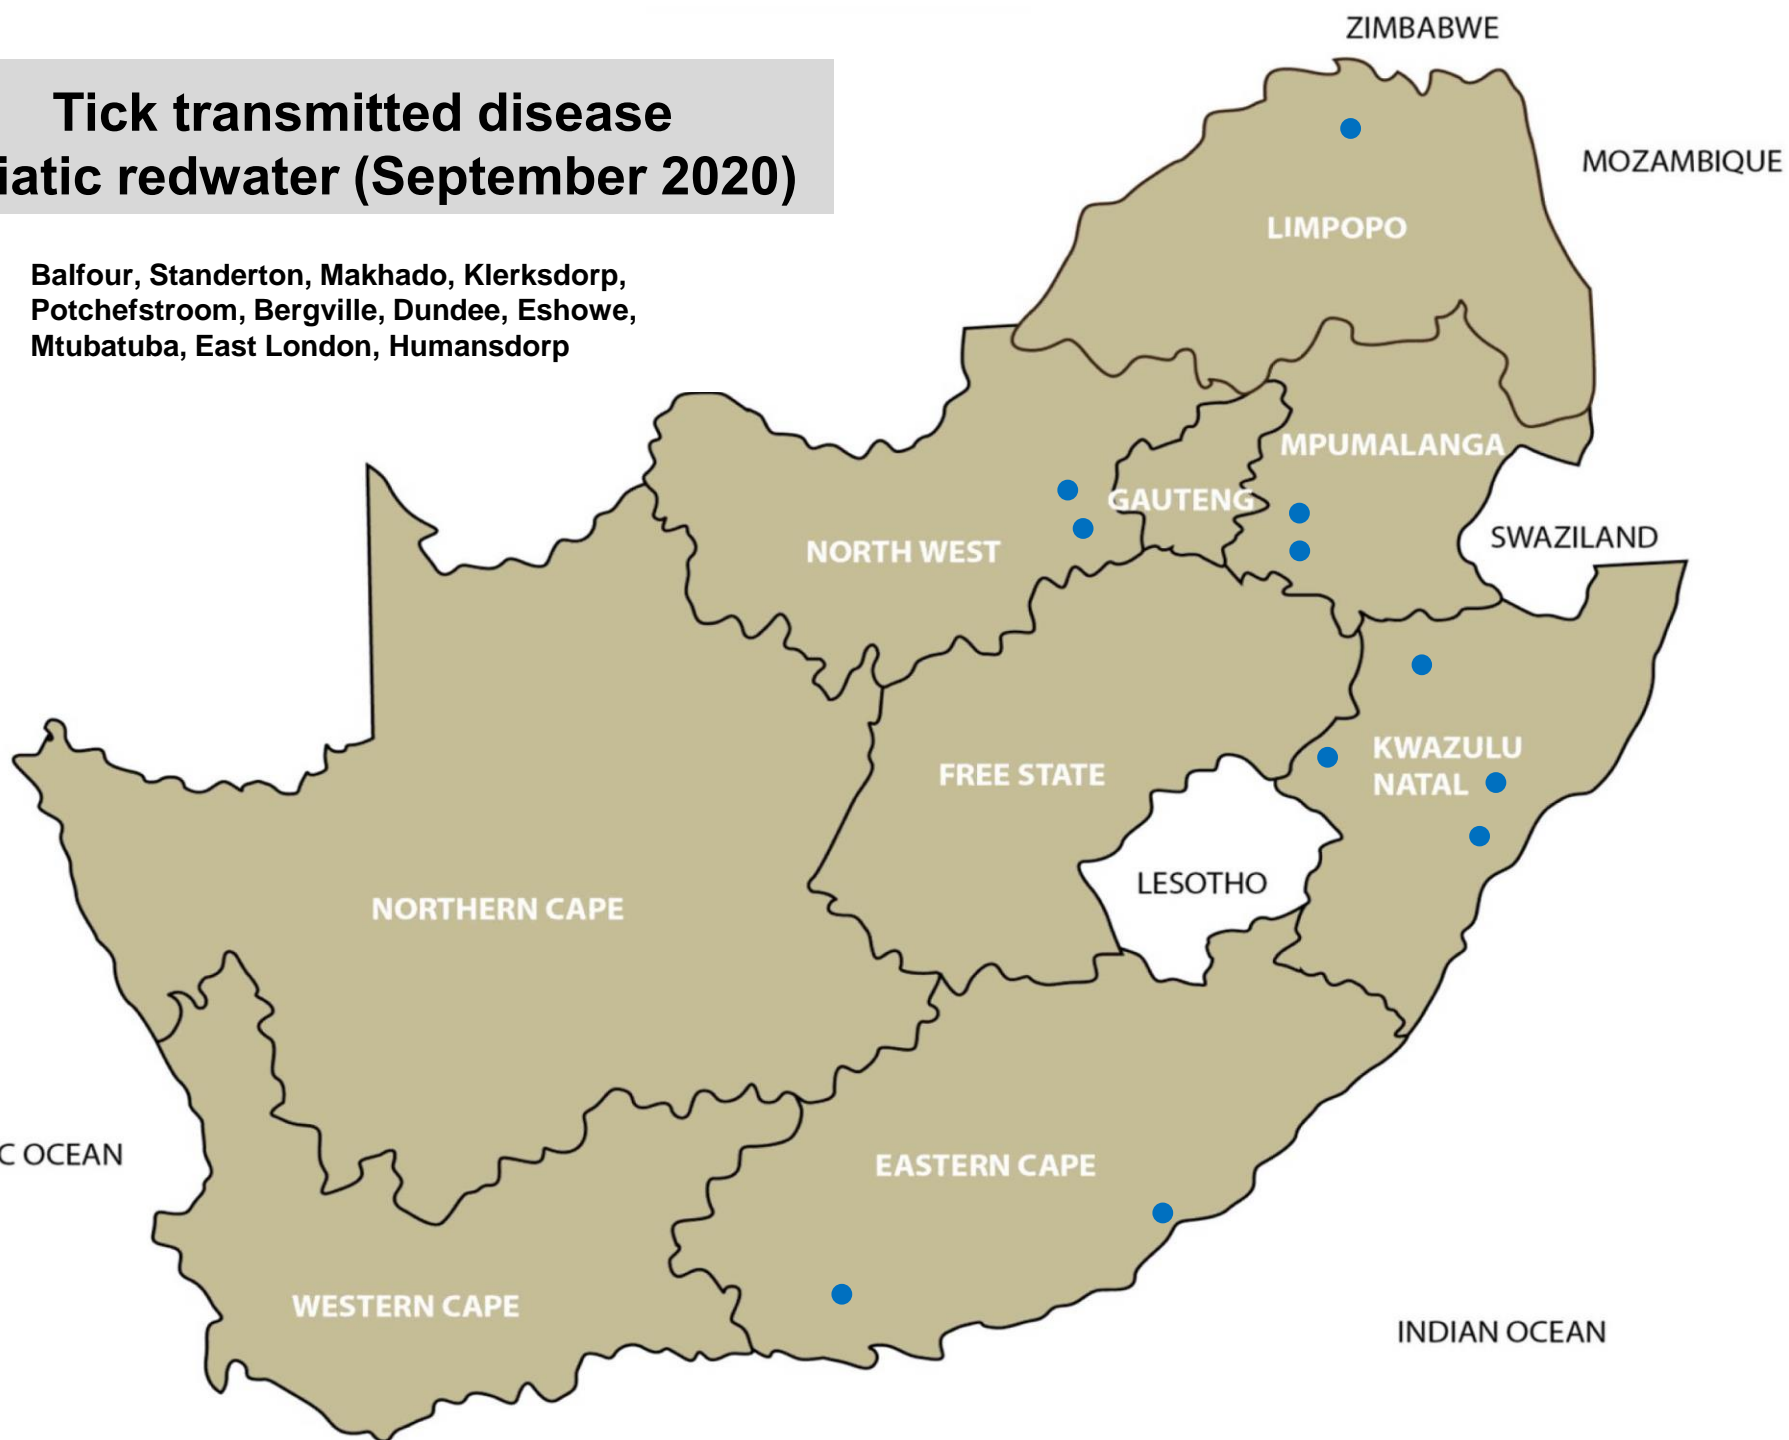 ZIMBABWE
Tick transmitted disease
iatic redwater (September 2020)
MOZAMBIQUE
LIMPOPO
Balfour, Standerton, Makhado, Klerksdorp,
Potchefstroom, Bergville, Dundee, Eshowe,
Mtubatuba, East London, Humansdorp
MPUMALANGA
GAUTENG
SWAZILAND
NORTH WEST
KWAZULU
NATAL
FREE STATE
LESOTHO
NORTHERN CAPE
C OCEAN
EASTERN CAPE
WESTERN CAPE
INDIAN OCEAN